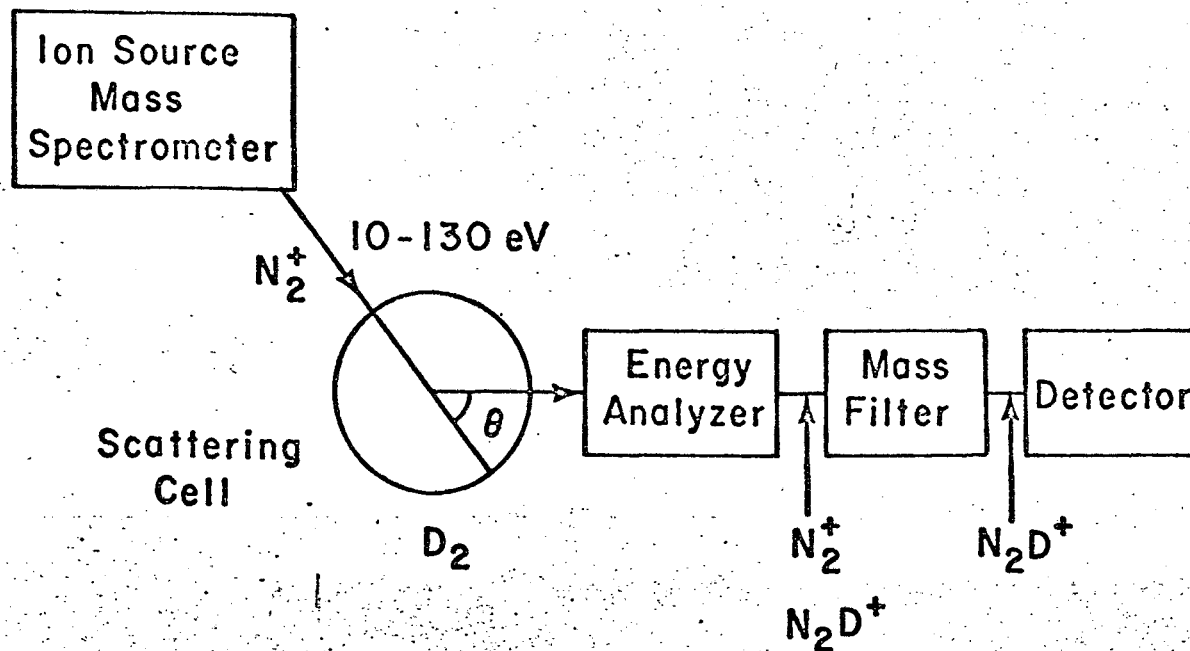 Ion Source
Mass
Spectrometer
10-130 eV
N₂⁺
Energy
Analyzer
Mass
Filter
Detector
θ
Scattering
Cell
D₂
N₂⁺
N₂D⁺
N₂D⁺